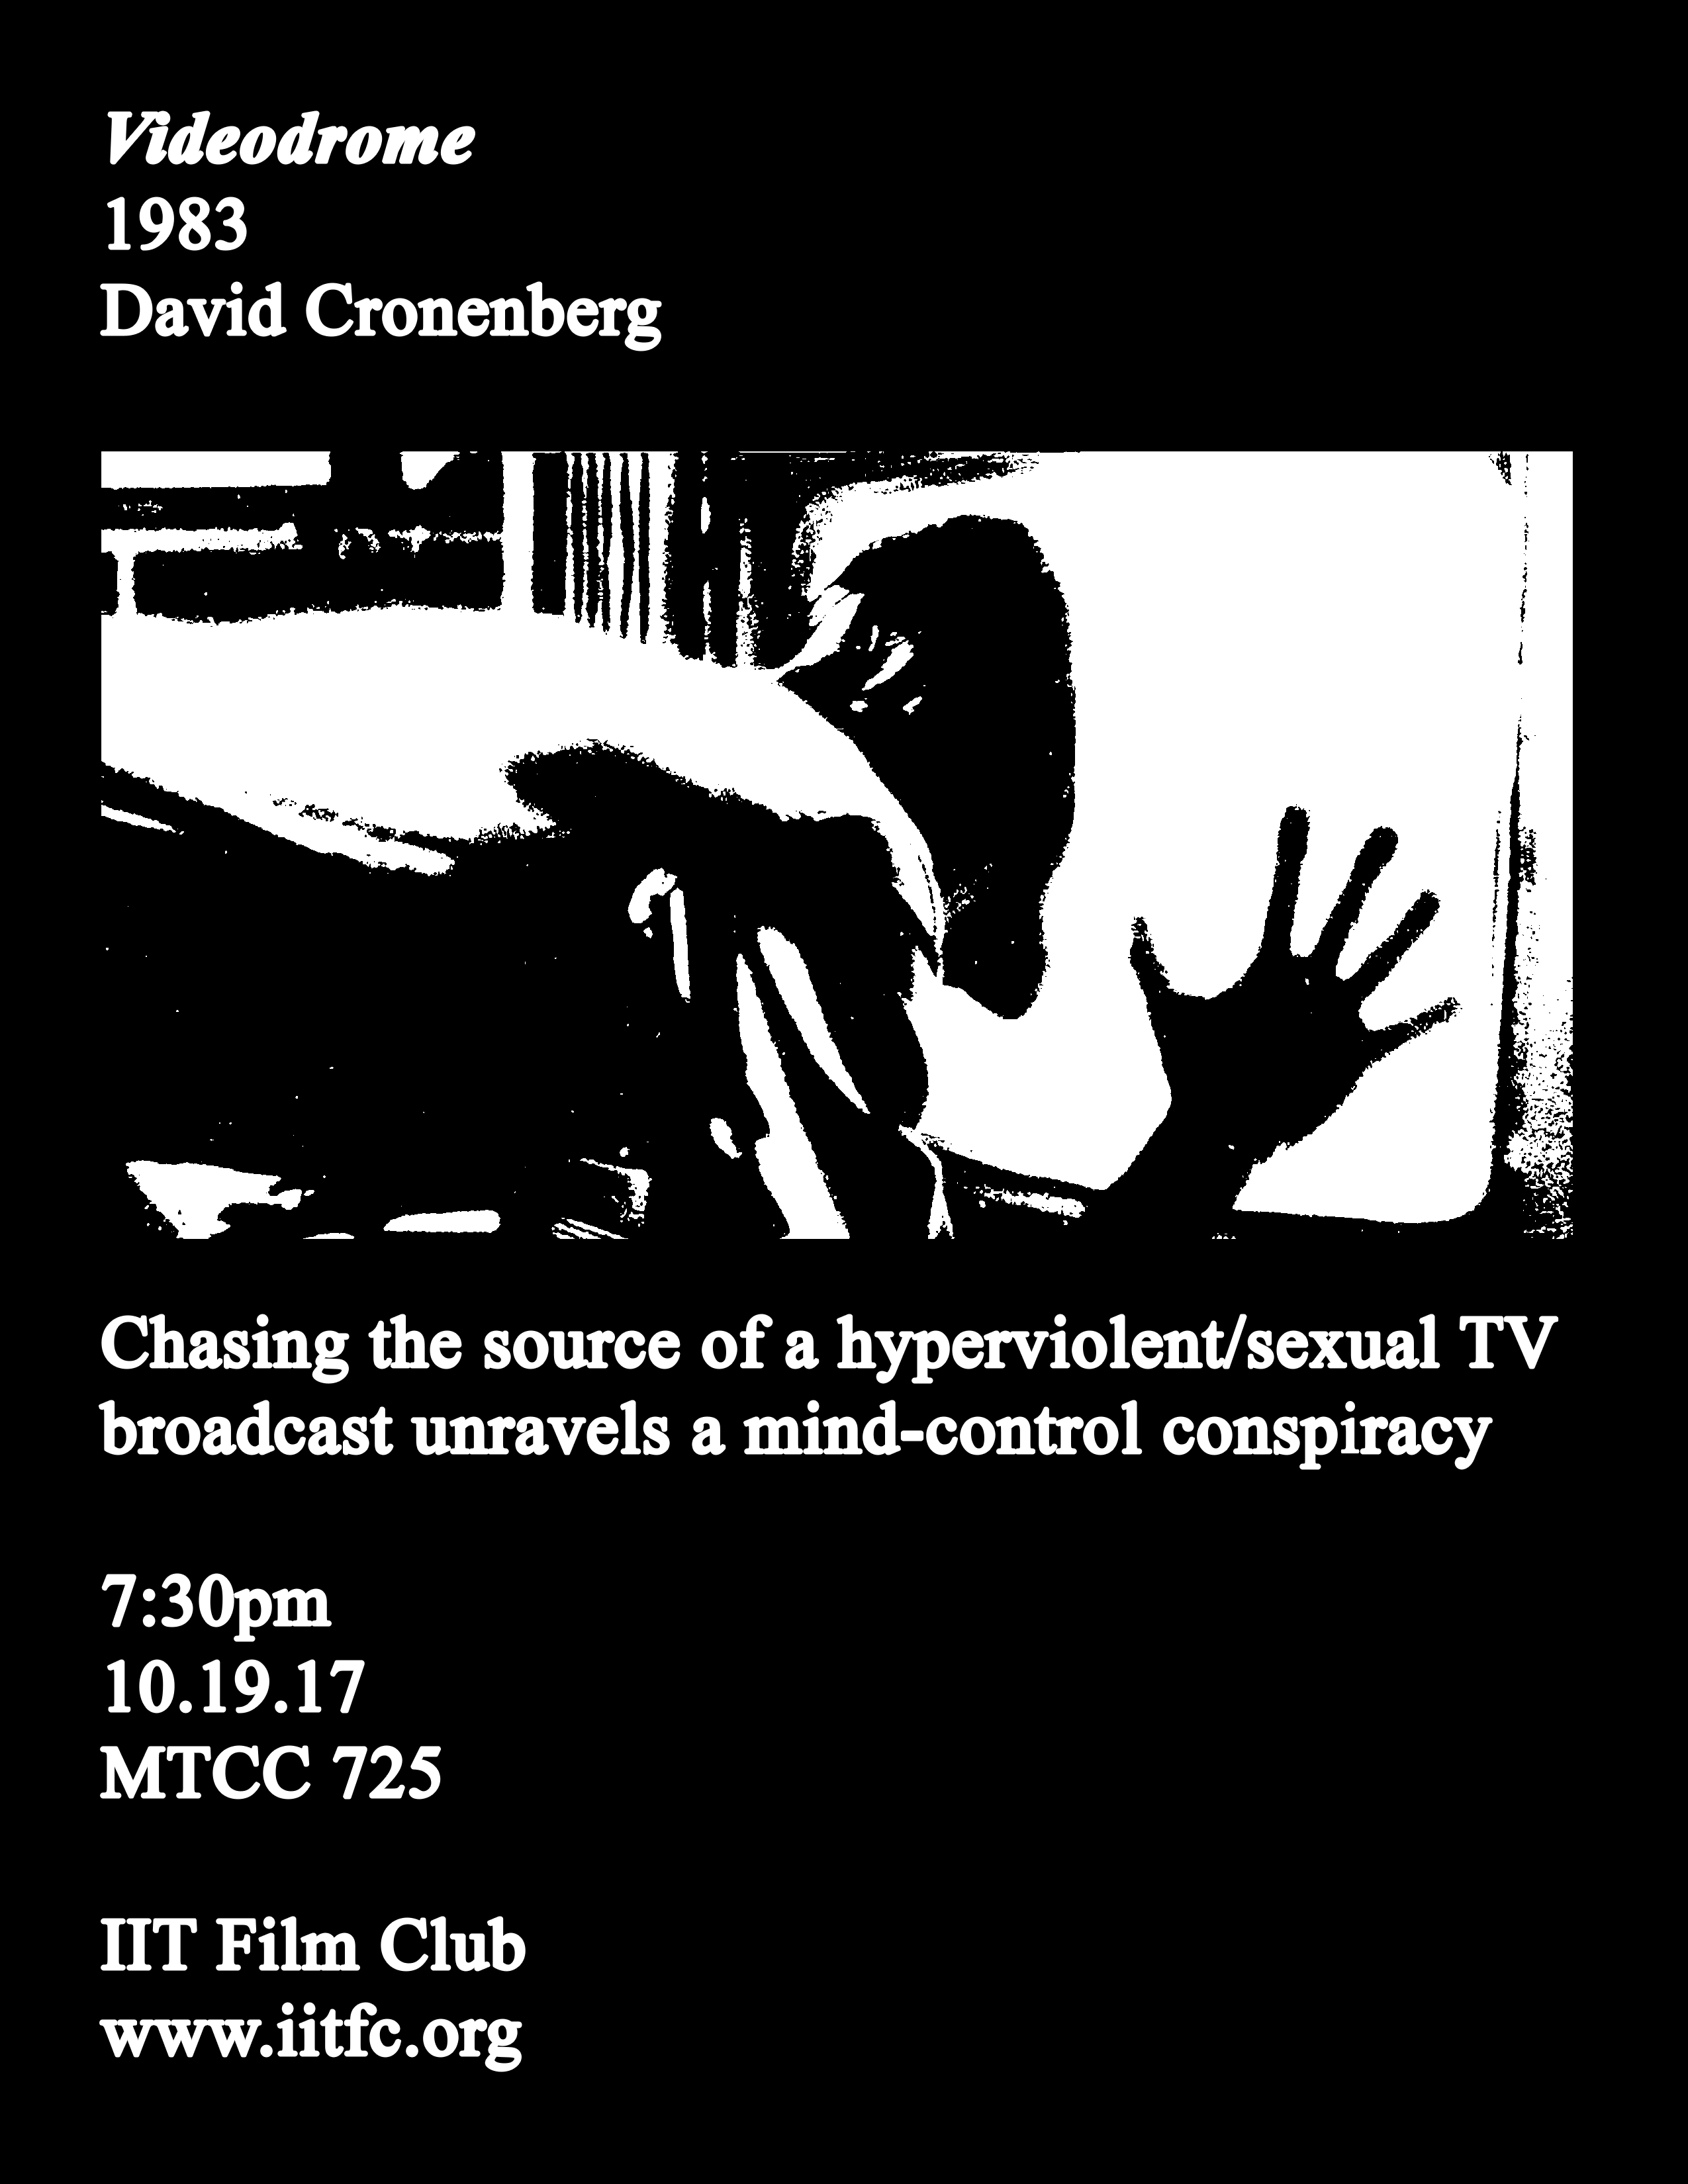 Videodrome
1983
David Cronenberg
Chasing the source of a hyperviolent/sexual TV
broadcast unravels a mind-control conspiracy
7:30pm
10.19.17
MTCC 725
IIT Film Club
www.iitfc.org